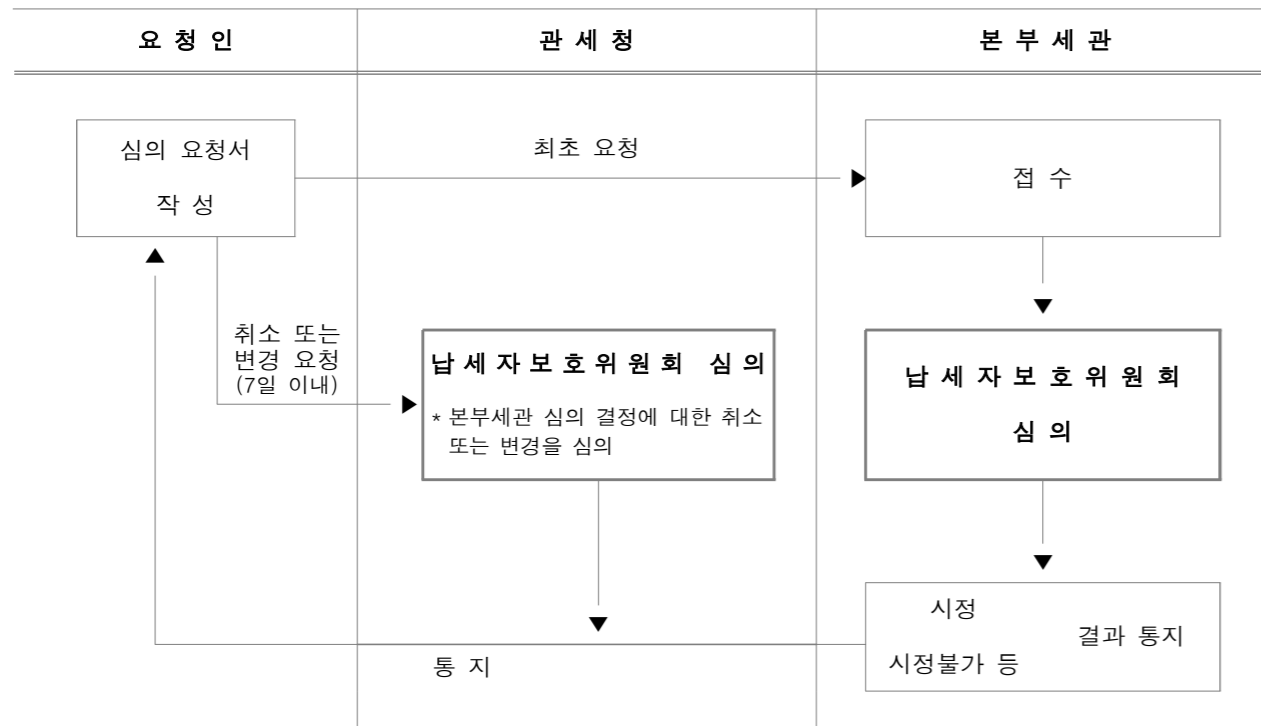 요 청 인
관 세 청
본 부 세 관
심의 요청서
작 성
최초 요청
접 수
취소 또는
변경 요청
(7일 이내)
납 세 자 보 호 위 원 회 심 의
* 본부세관 심의 결정에 대한 취소
또는 변경을 심의
납 세 자 보 호 위 원 회
심 의
시정
시정불가 등
결과 통지
통 지